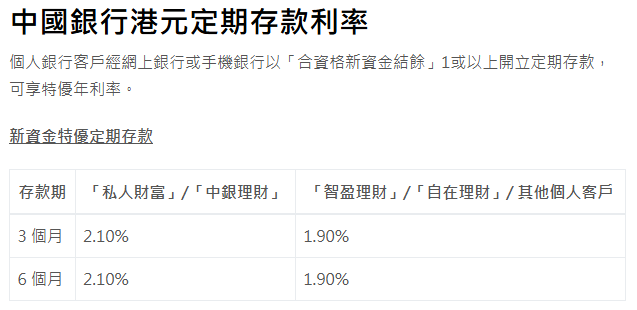 中國銀行港元定期存款利率
個人銀行客戶經網上銀行或手機銀行以「合資格新資金結餘」1或以上開立定期存款，
可享特優年利率。
新資金特優定期存款
存款期 「私人財富」/「中銀理財」 「智盈理財」/「自在理財」/ 其他個人客戶
3 個月 2.10% 1.90%
6 個月 2.10% 1.90%